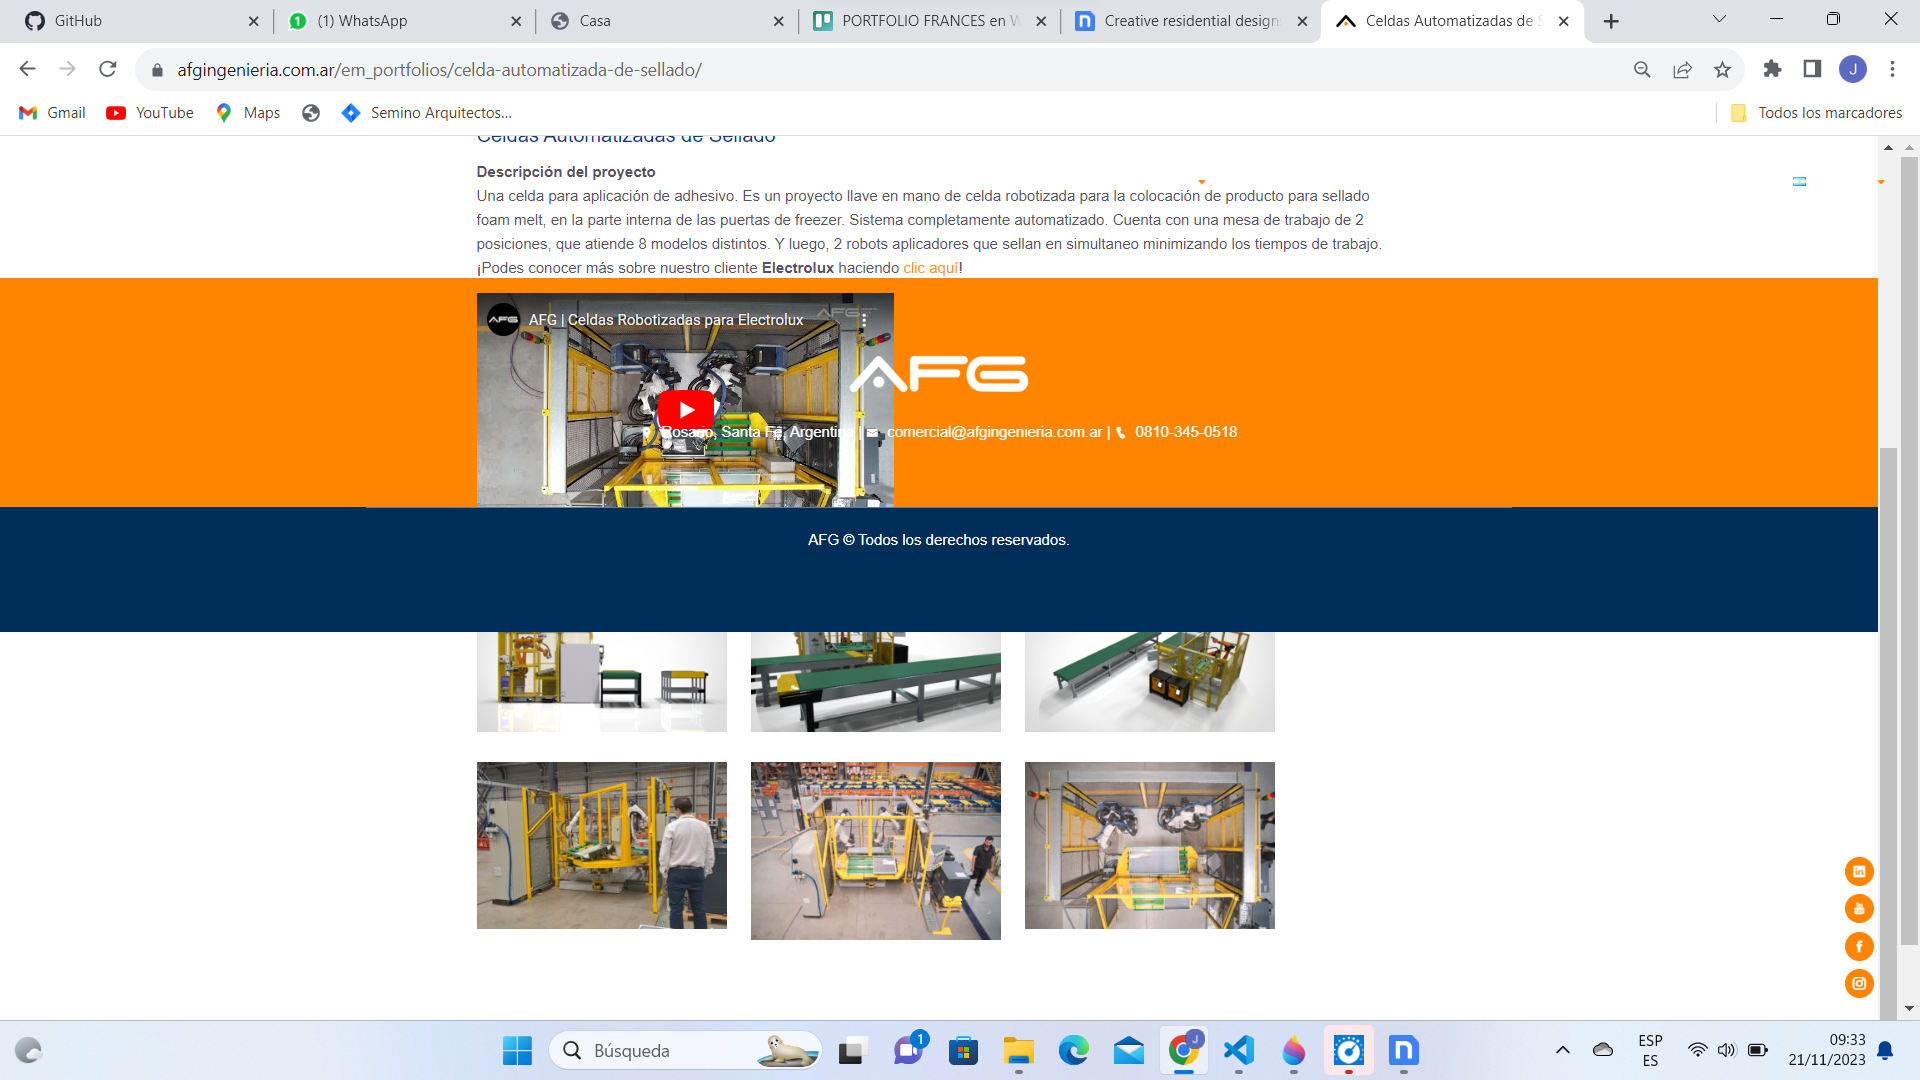 GitHub
(1) WhatsApp
Casa
PORTFOLIO FRANCES en W
Creative residential design
Celdas Automatizadas de S
afgingenieria.com.ar/em_portfolios/celda-automatizada-de-sellado/
J
Gmail
YouTube
Maps
Semino Arquitectos...
Todos los marcadores
Celdas Automatizadas de Sellado
Descripción del proyecto
Una celda para aplicación de adhesivo. Es un proyecto llave en mano de celda robotizada para la colocación de producto para sellado
foam melt, en la parte interna de las puertas de freezer. Sistema completamente automatizado. Cuenta con una mesa de trabajo de 2
posiciones, que atiende 8 modelos distintos. Y luego, 2 robots aplicadores que sellan en simultaneo minimizando los tiempos de trabajo.
¡Podes conocer más sobre nuestro cliente Electrolux haciendo clic aquí!
AFG
AFG | Celdas Robotizadas para Electrolux
AFG
AFG
Rosario, Santa Fe, Argentina | comercial@afgingenieria.com.ar | 0810-345-0518
AFG © Todos los derechos reservados.
Búsqueda
1
J
ESP
ES
09:33
21/11/2023